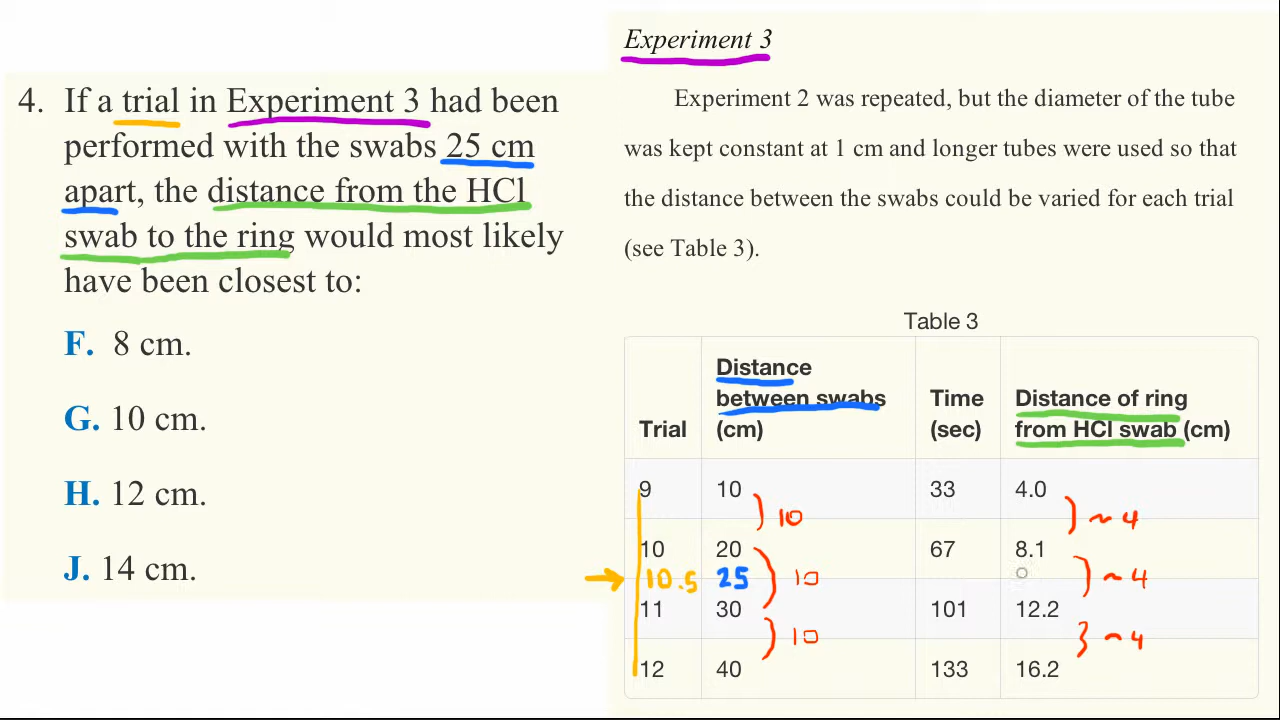 4. If a trial in Experiment 3 had been
performed with the swabs 25 cm
apart, the distance from the HCl
swab to the ring would most likely
have been closest to:
F. 8 cm.
G. 10 cm.
H. 12 cm.
J. 14 cm.
Experiment 3
Experiment 2 was repeated, but the diameter of the tube
was kept constant at 1 cm and longer tubes were used so that
the distance between the swabs could be varied for each trial
(see Table 3).
Table 3
Trial Distance between swabs (cm) Time (sec) Distance of ring from HCl swab (cm)
9 10 33 4.0
) 10 ) ~ 4
10 20 67 8.1
→ 10.5 25 ) 10 ) ~ 4
11 30 101 12.2
) 10 } ~ 4
12 40 133 16.2